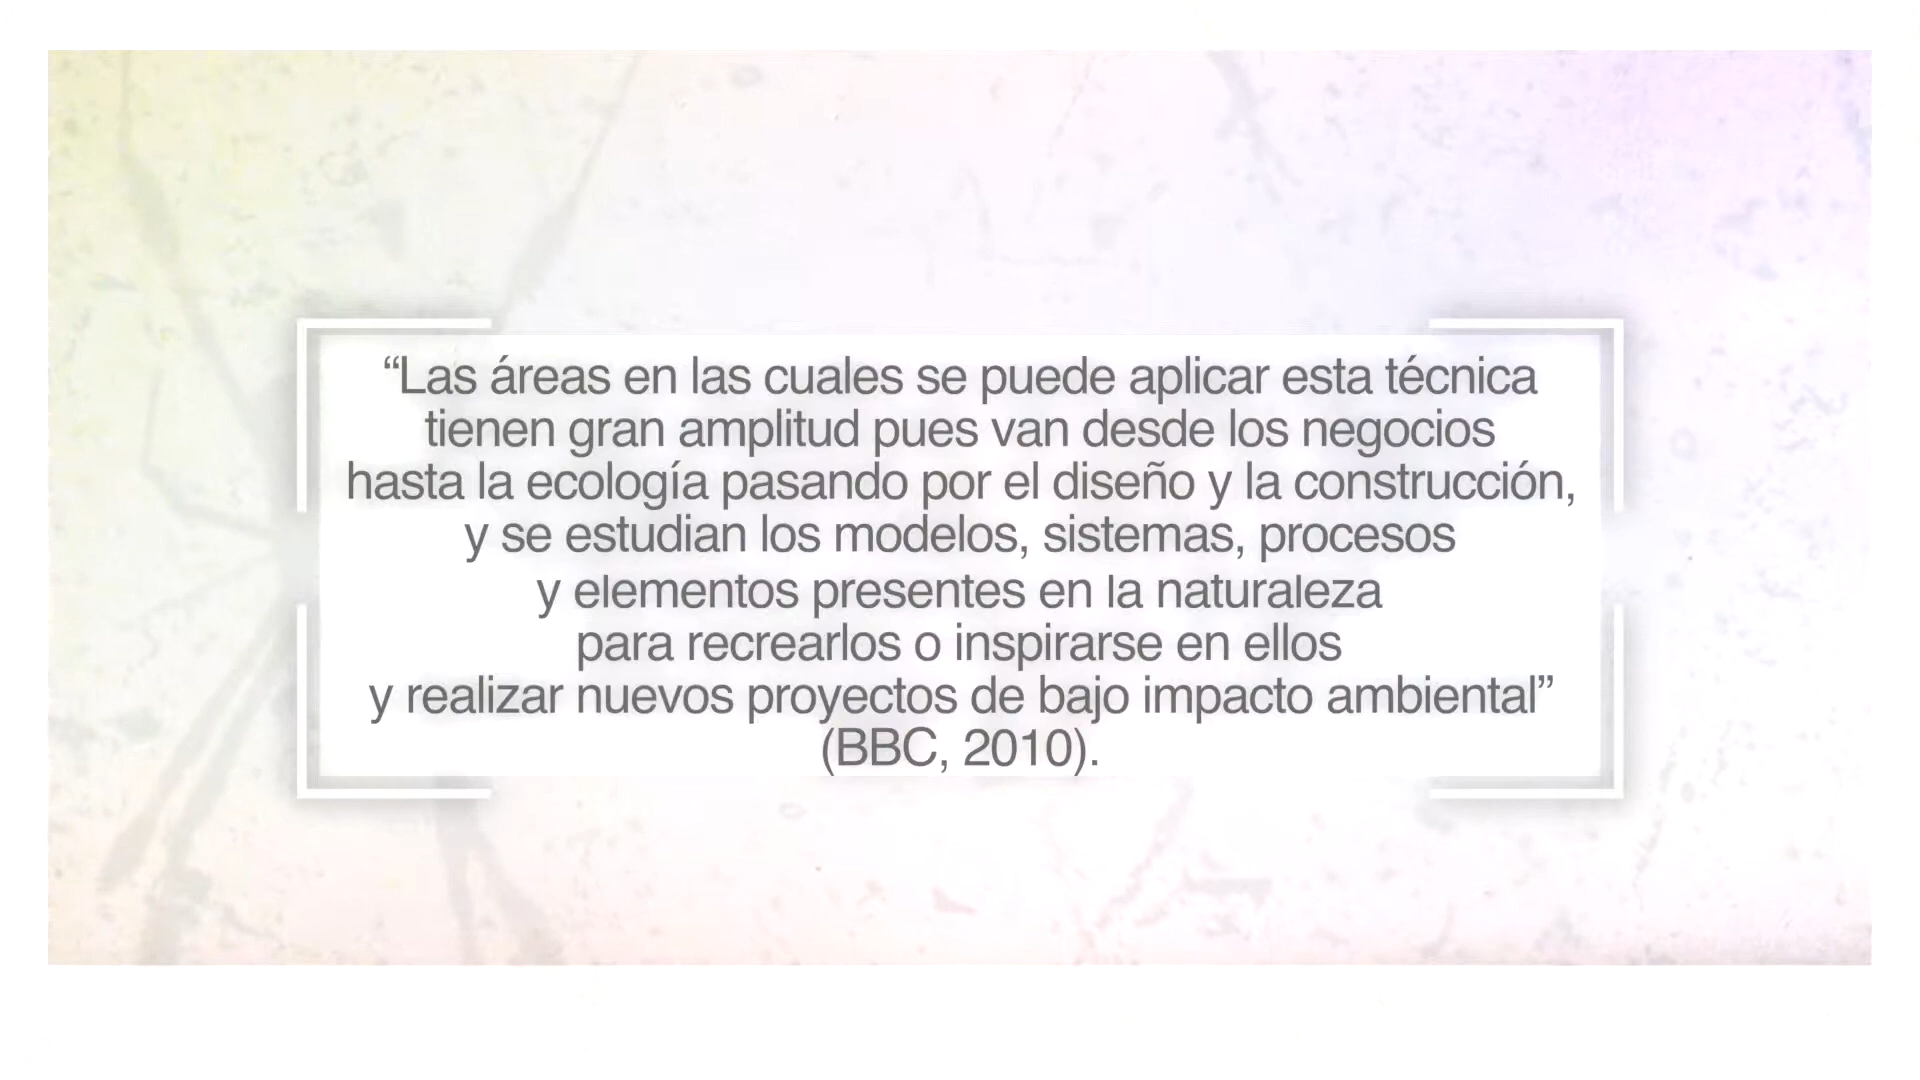 “Las áreas en las cuales se puede aplicar esta técnica
tienen gran amplitud pues van desde los negocios
hasta la ecología pasando por el diseño y la construcción,
y se estudian los modelos, sistemas, procesos
y elementos presentes en la naturaleza
para recrearlos o inspirarse en ellos
y realizar nuevos proyectos de bajo impacto ambiental”
(BBC, 2010).